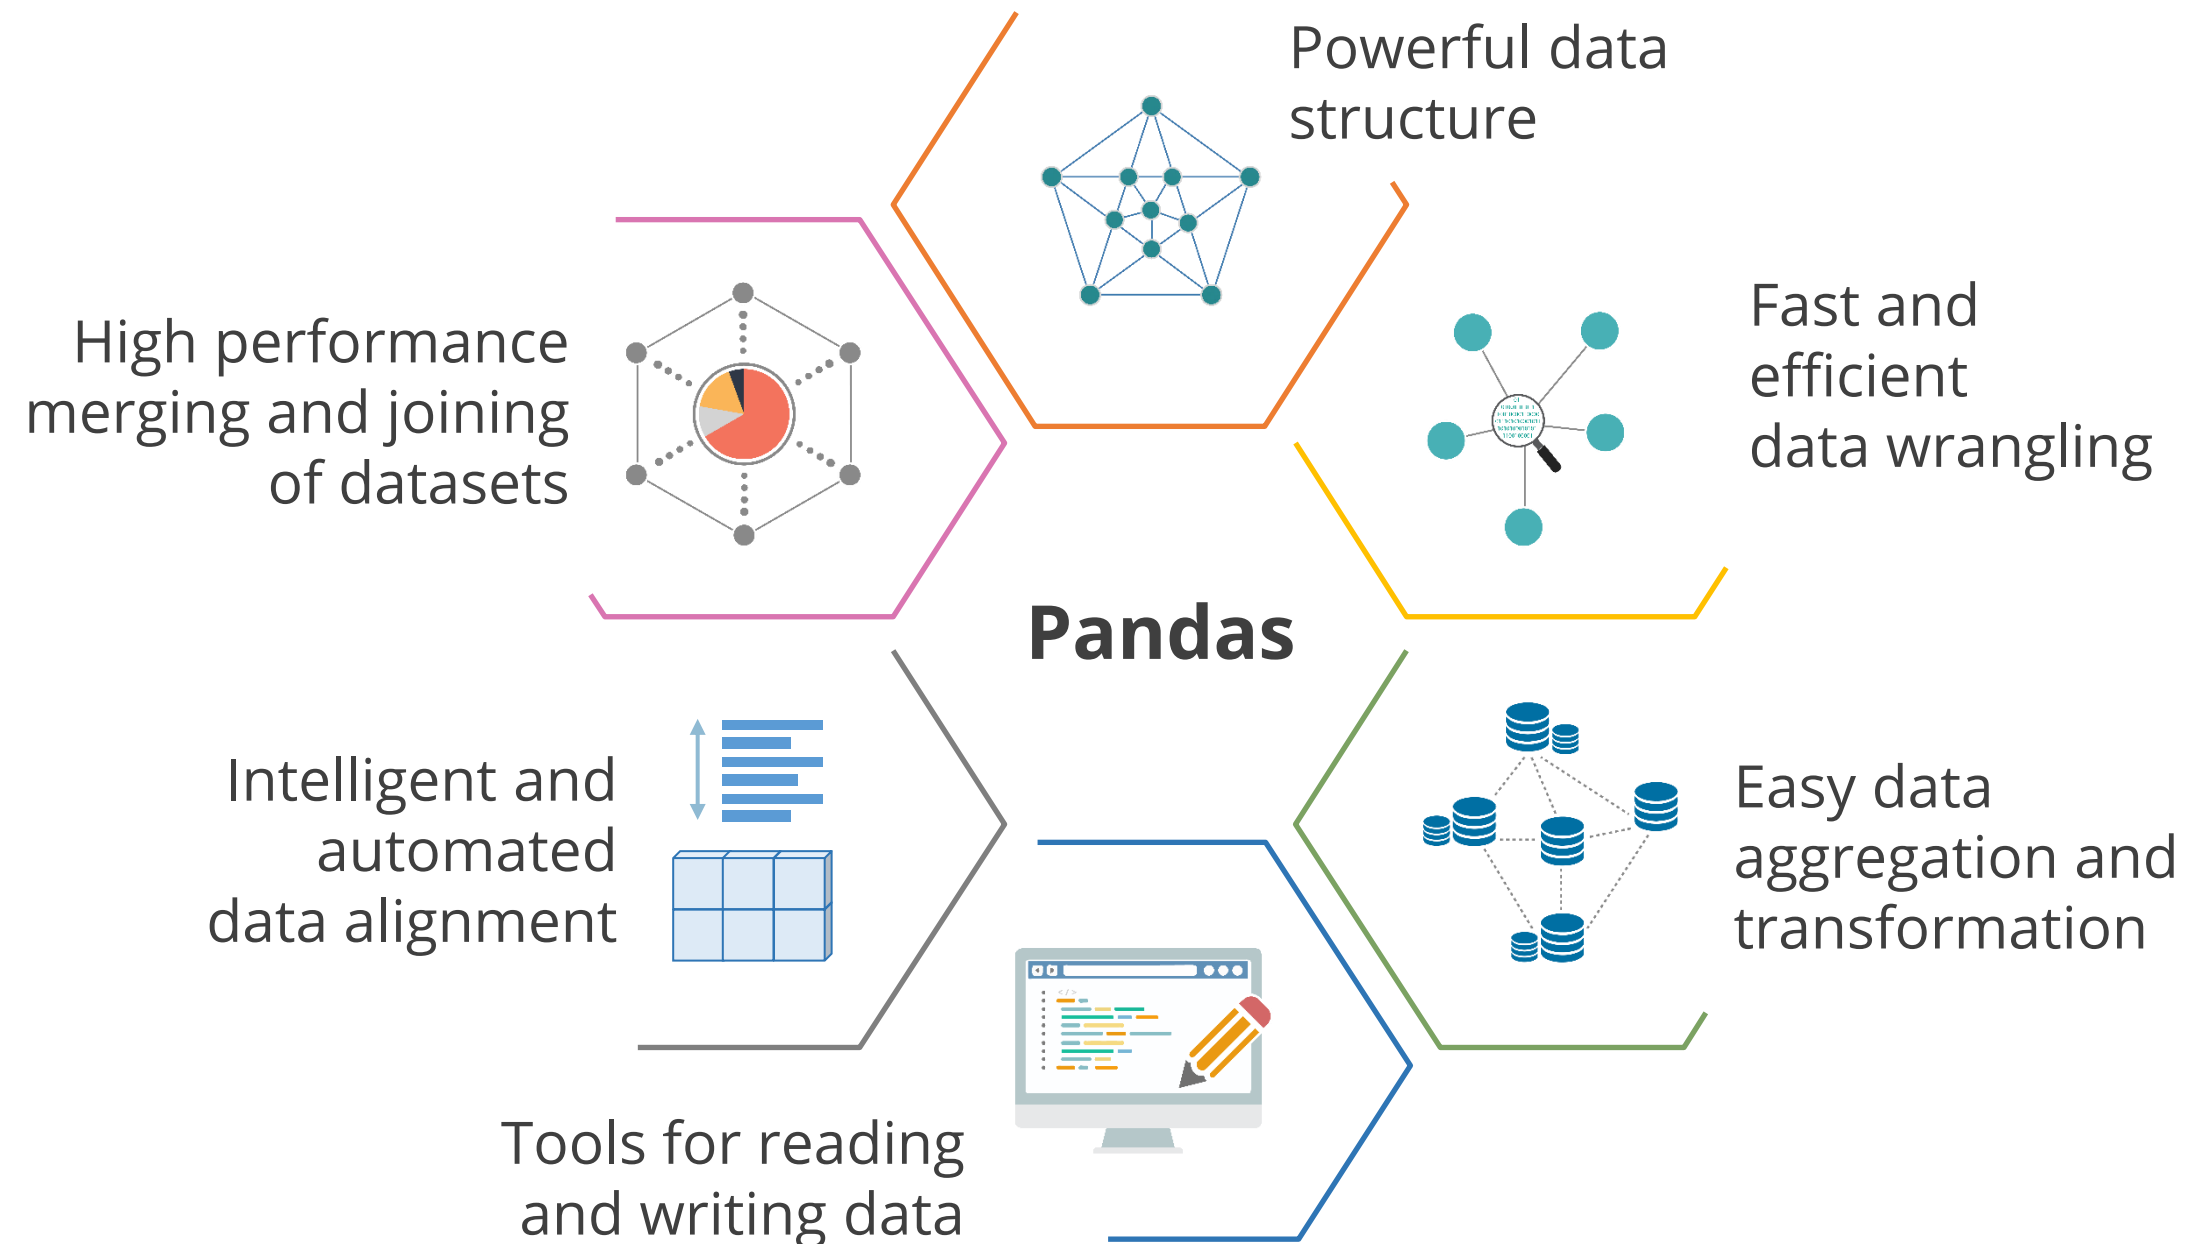 Powerful data
structure
Fast and
efficient
data wrangling
High performance
merging and joining
of datasets
Pandas
Easy data
aggregation and
transformation
Intelligent and
automated
data alignment
Tools for reading
and writing data